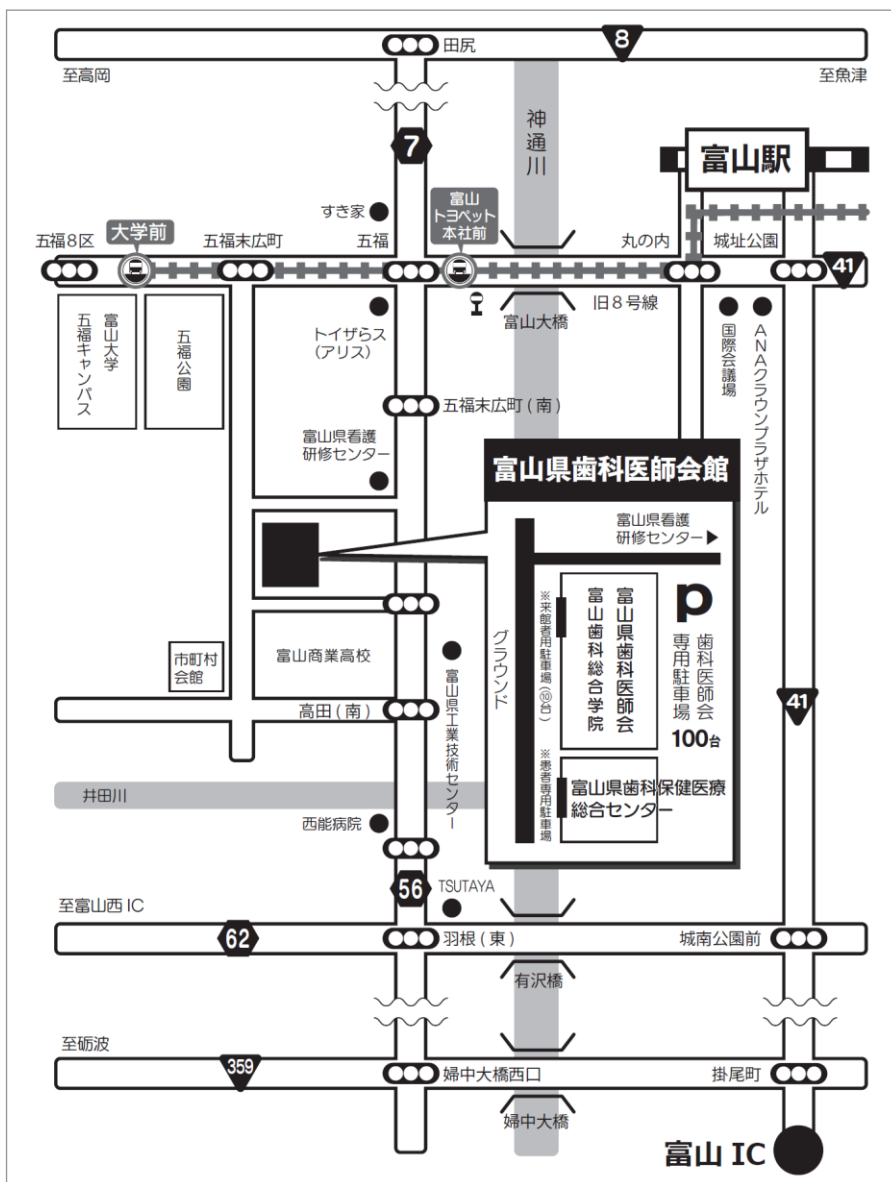 田尻
8
至高岡
至魚津
神通川
7
富山駅
すき家
富山
トヨペット
本社前
大学前
五福8区
五福末広町
五福
丸の内
城址公園
41
旧8号線
富山大橋
富山大学
五福キャンパス
五福公園
トイザらス
(アリス)
国際会議場
ANAクラウンプラザホテル
五福末広町(南)
富山県看護
研修センター
富山県歯科医師会館
富山県看護
研修センター▶
グラウンド
※来館者用駐車場(⑩台)
富山県歯科医師会
富山歯科総合学院
P
歯科医師会
専用駐車場
100台
※患者専用駐車場
富山県歯科保健医療
総合センター
市町村
会館
富山商業高校
富山県工業技術センター
高田(南)
41
井田川
西能病院
56
TSUTAYA
至富山西IC
62
羽根(東)
城南公園前
有沢橋
至砺波
359
婦中大橋西口
掛尾町
婦中大橋
富山 IC